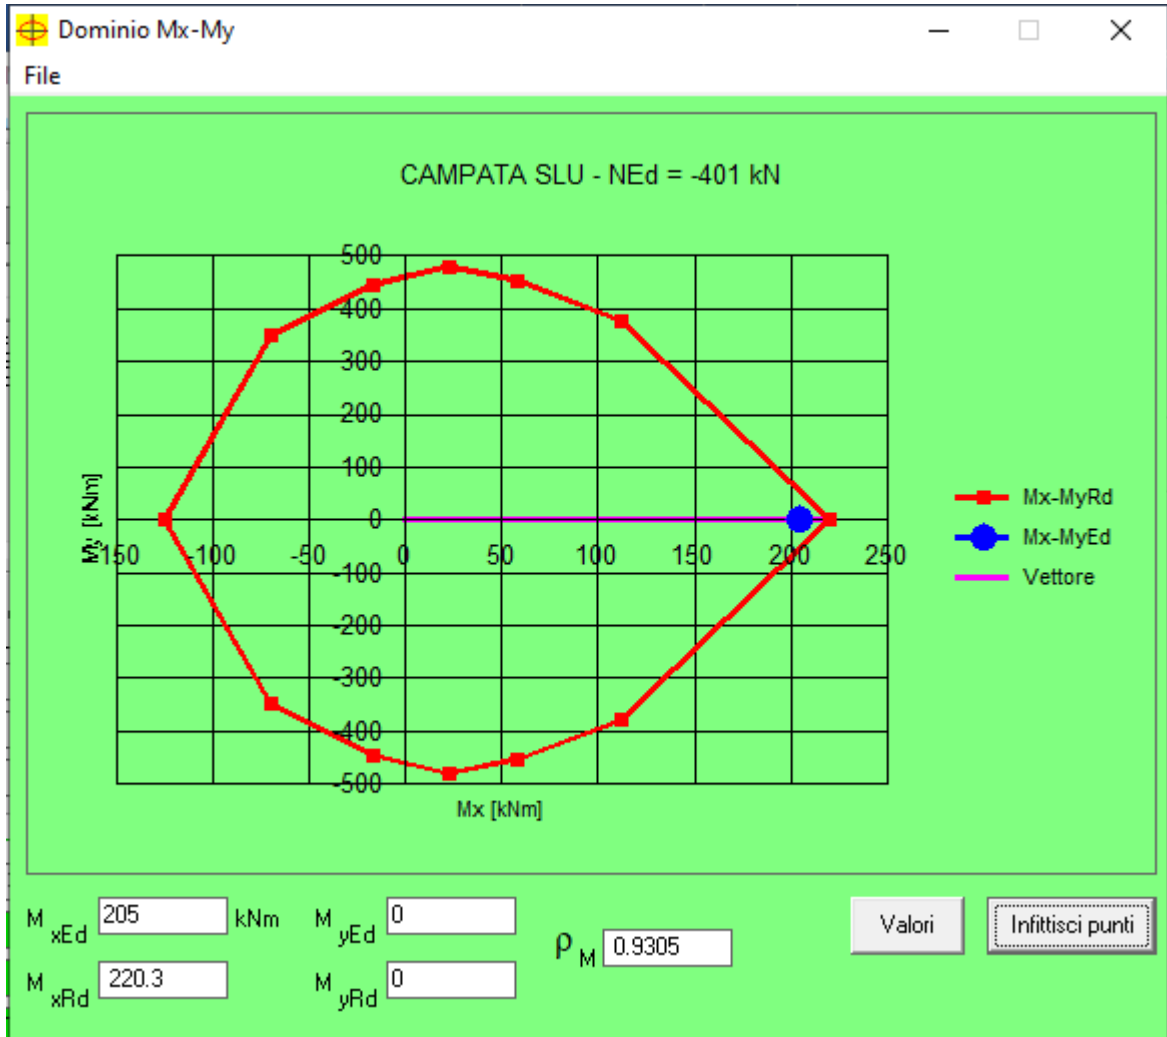 Dominio Mx-My
File
CAMPATA SLU - NEd = -401 kN
500
400
300
200
100
0
-100
-200
-300
-400
-500
-150 -100 -50 0 50 100 150 200 250
My [kNm]
Mx [kNm]
Mx-MyRd
Mx-MyEd
Vettore
M xEd 205 kNm M yEd 0
M xRd 220.3 M yRd 0
ρ M 0.9305
Valori
Infittisci punti